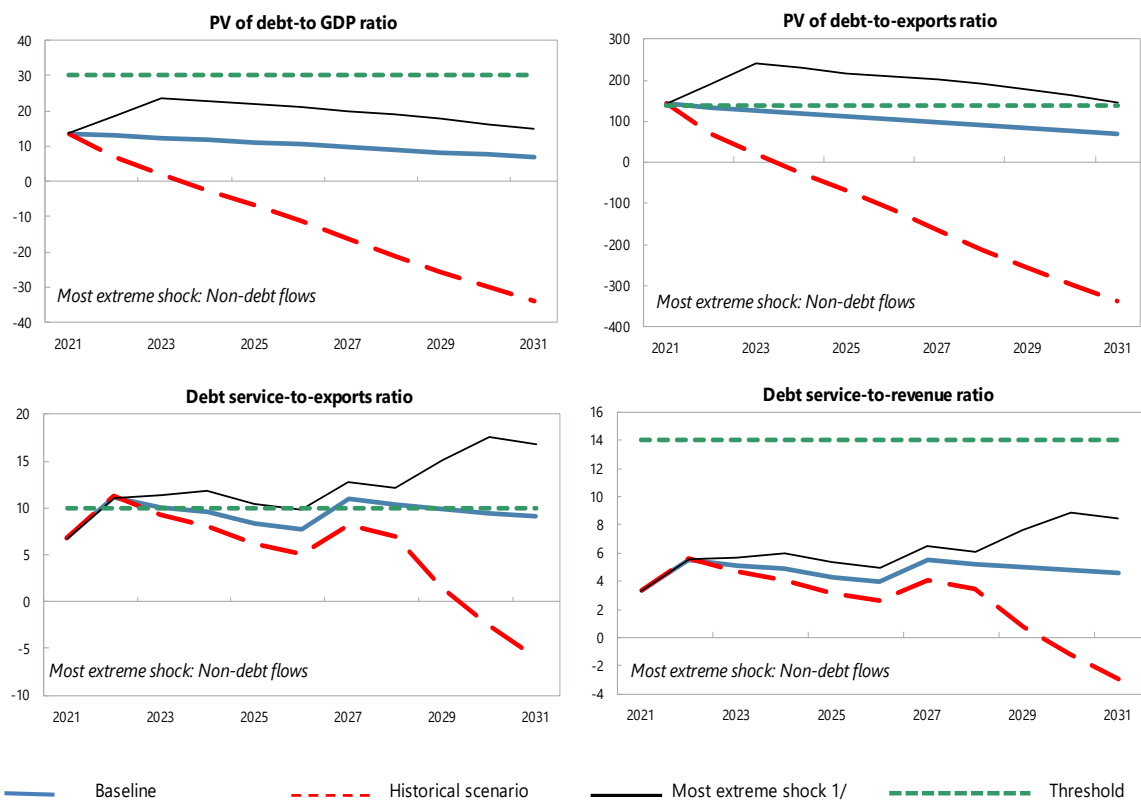 PV of debt-to GDP ratio
40
30
20
10
0
-10
-20
-30
-40
Most extreme shock: Non-debt flows
2021 2023 2025 2027 2029 2031
PV of debt-to-exports ratio
300
200
100
0
-100
-200
-300
-400
Most extreme shock: Non-debt flows
2021 2023 2025 2027 2029 2031
Debt service-to-exports ratio
20
15
10
5
0
-5
-10
Most extreme shock: Non-debt flows
2021 2023 2025 2027 2029 2031
Debt service-to-revenue ratio
16
14
12
10
8
6
4
2
0
-2
-4
Most extreme shock: Non-debt flows
2021 2023 2025 2027 2029 2031
Baseline Historical scenario Most extreme shock 1/ Threshold